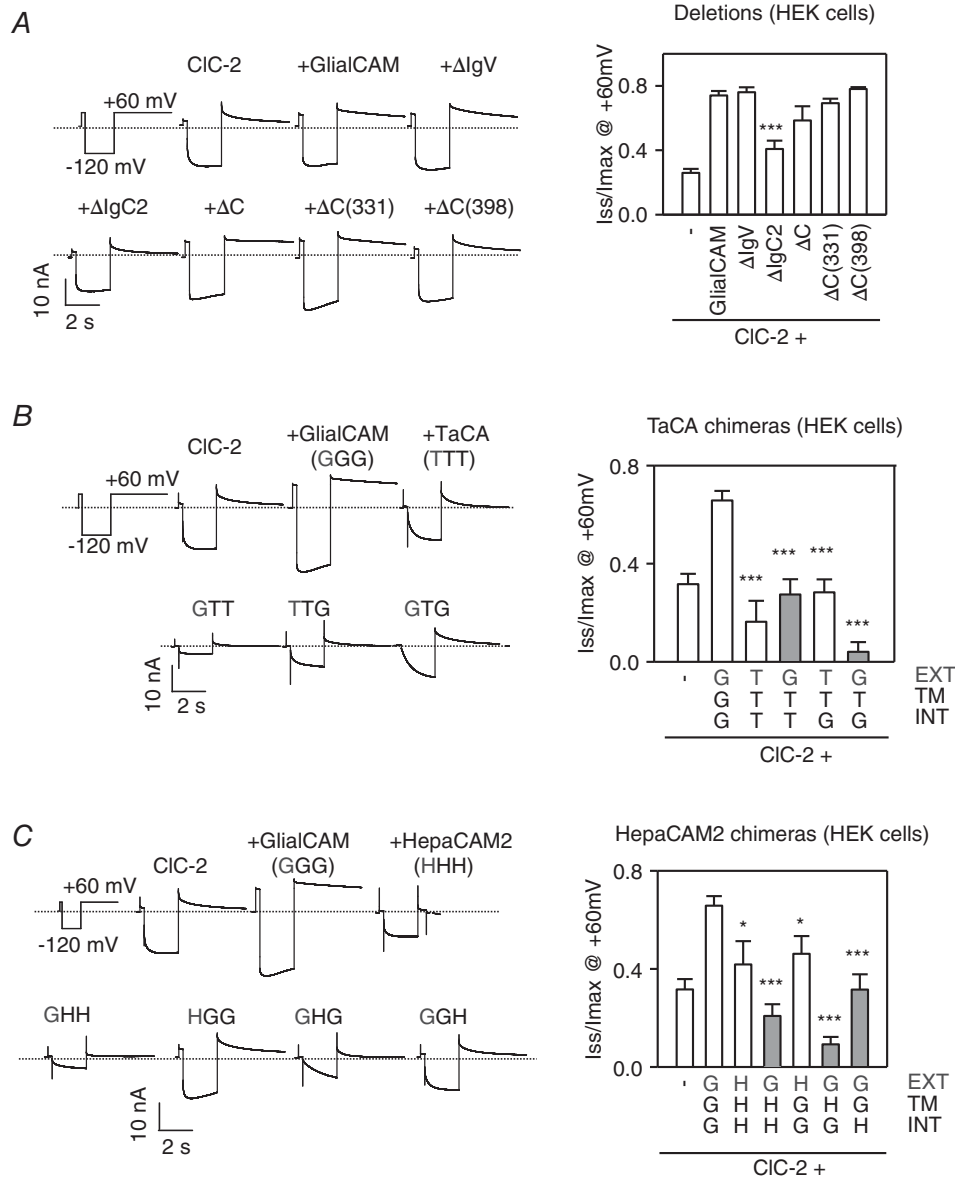 A
ClC-2
+GlialCAM
+ΔIgV
+60 mV
-120 mV
+ΔIgC2
+ΔC
+ΔC(331)
+ΔC(398)
10 nA
2 s
Deletions (HEK cells)
Iss/Imax @ +60mV
0.8
0.4
0.0
-
GlialCAM
ΔIgV
ΔIgC2
ΔC
ΔC(331)
ΔC(398)
***
ClC-2 +
B
ClC-2
+GlialCAM
(GGG)
+TaCA
(TTT)
+60 mV
-120 mV
GTT
TTG
GTG
10 nA
2 s
TaCA chimeras (HEK cells)
Iss/Imax @ +60mV
0.8
0.4
0.0
*** *** *** ***
- G T G T G EXT
G T T T T TM
G T T G G INT
ClC-2 +
C
ClC-2
+GlialCAM
(GGG)
+HepaCAM2
(HHH)
+60 mV
-120 mV
GHH
HGG
GHG
GGH
10 nA
2 s
HepaCAM2 chimeras (HEK cells)
Iss/Imax @ +60mV
0.8
0.4
0.0
* *** * *** ***
- G H G H G G EXT
G H H G H G TM
G H H G G H INT
ClC-2 +